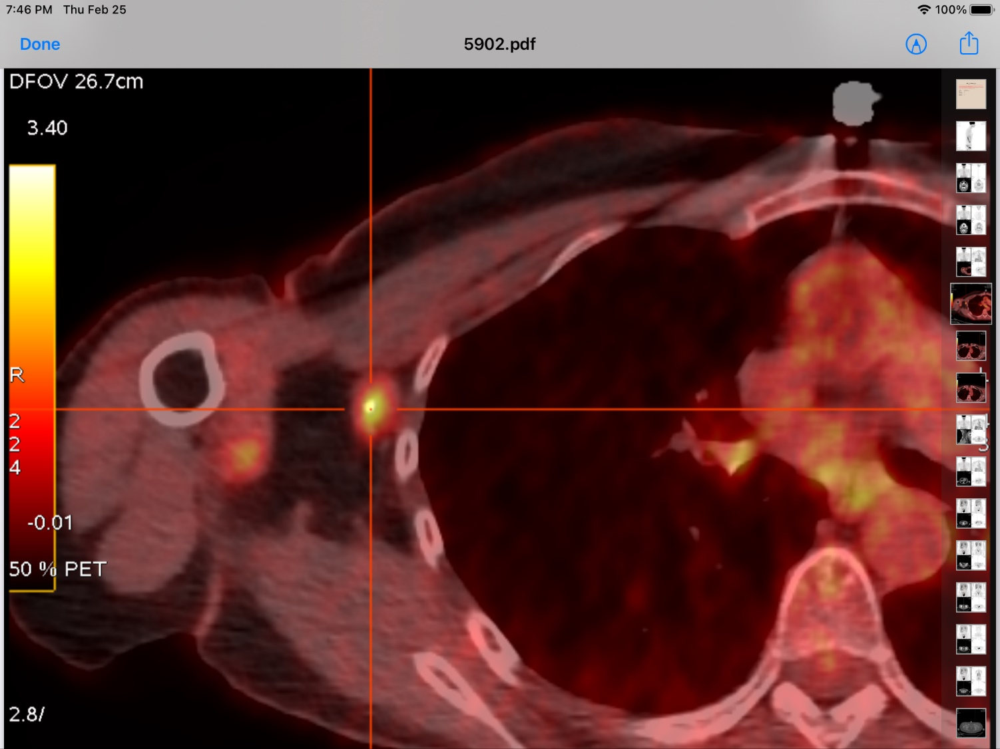 7:46 PM Thu Feb 25
100%
Done
5902.pdf
DFOV 26.7cm
3.40
R
2
2
4
-0.01
50 % PET
2.8/